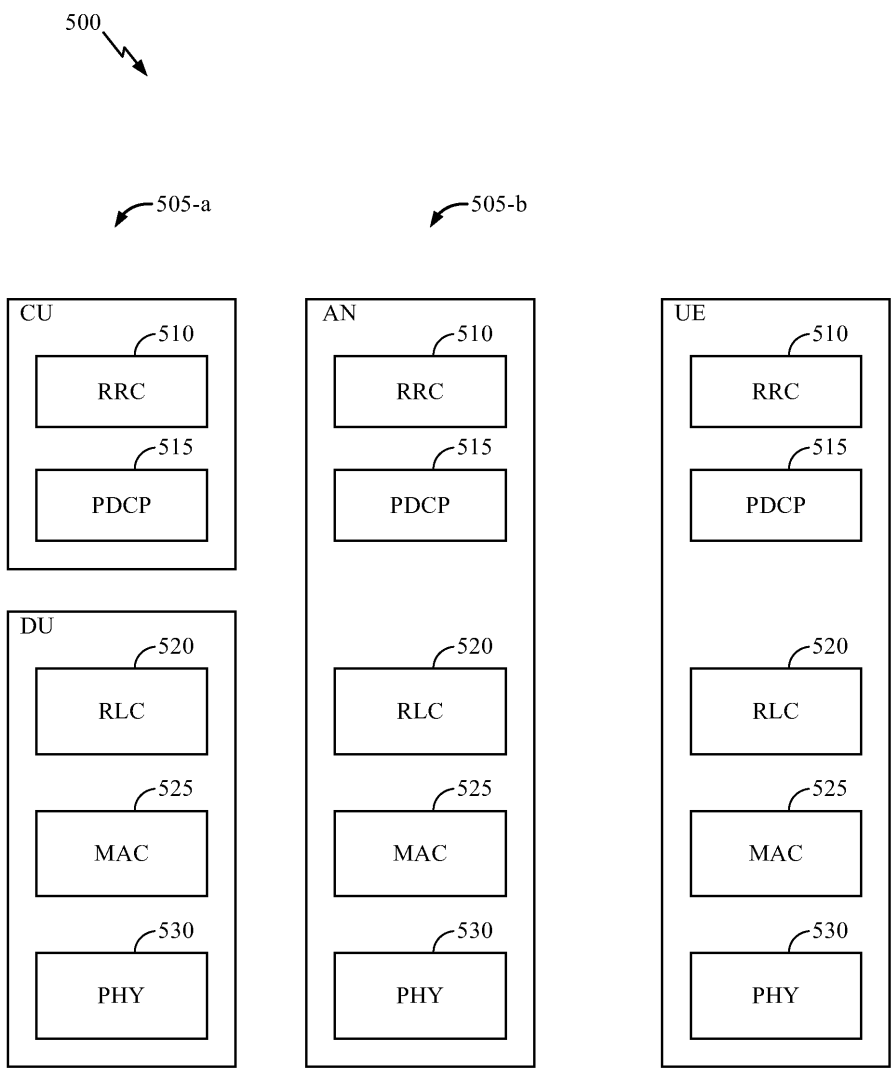 500
505-a 505-b
CU AN UE
510 510 510
RRC RRC RRC
515 515 515
PDCP PDCP PDCP
DU
520 520 520
RLC RLC RLC
525 525 525
MAC MAC MAC
530 530 530
PHY PHY PHY